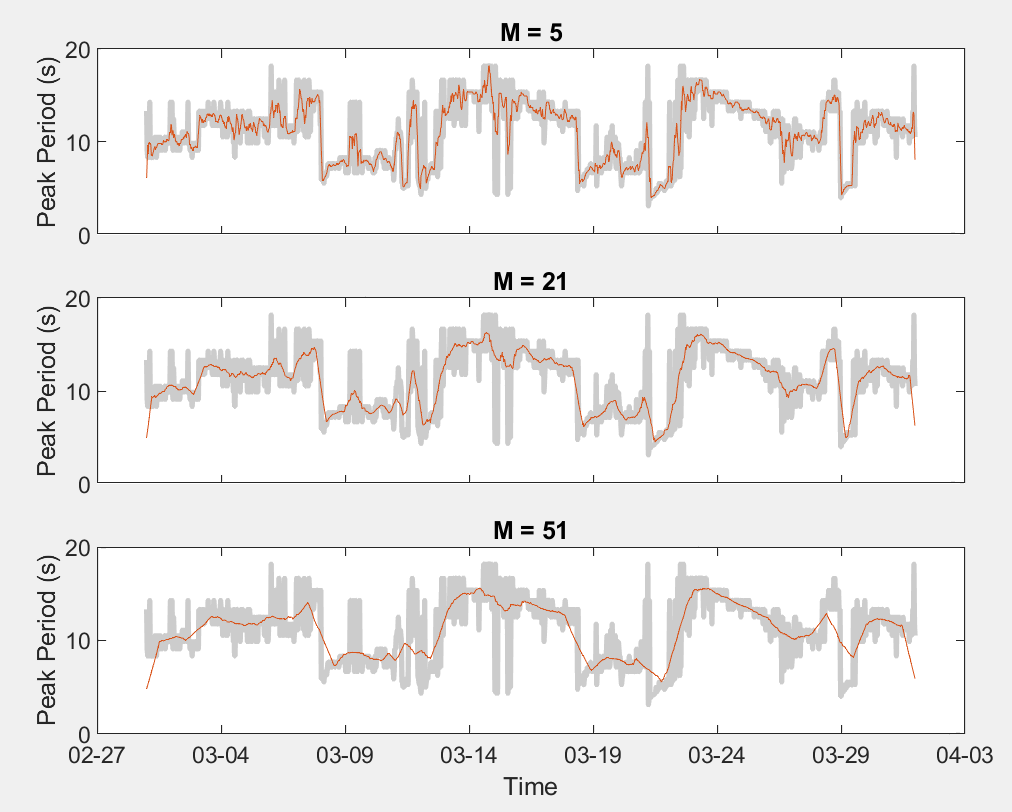 M = 5
Peak Period (s)
20
10
0
M = 21
Peak Period (s)
20
10
0
M = 51
Peak Period (s)
20
10
0
02-27 03-04 03-09 03-14 03-19 03-24 03-29 04-03
Time